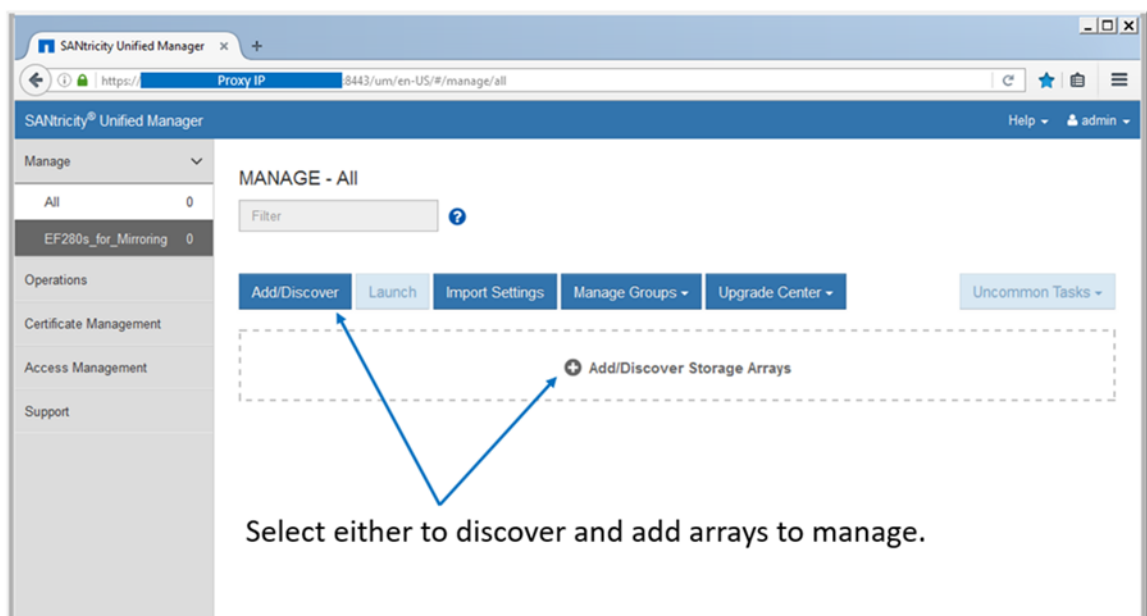 SANtricity Unified Manager × +
https:// Proxy IP :8443/um/en-US/#/manage/all
SANtricity® Unified Manager Help admin
Manage
All 0
EF280s_for_Mirroring 0
Operations
Certificate Management
Access Management
Support
MANAGE - All
Filter ?
Add/Discover Launch Import Settings Manage Groups Upgrade Center Uncommon Tasks
Add/Discover Storage Arrays
Select either to discover and add arrays to manage.